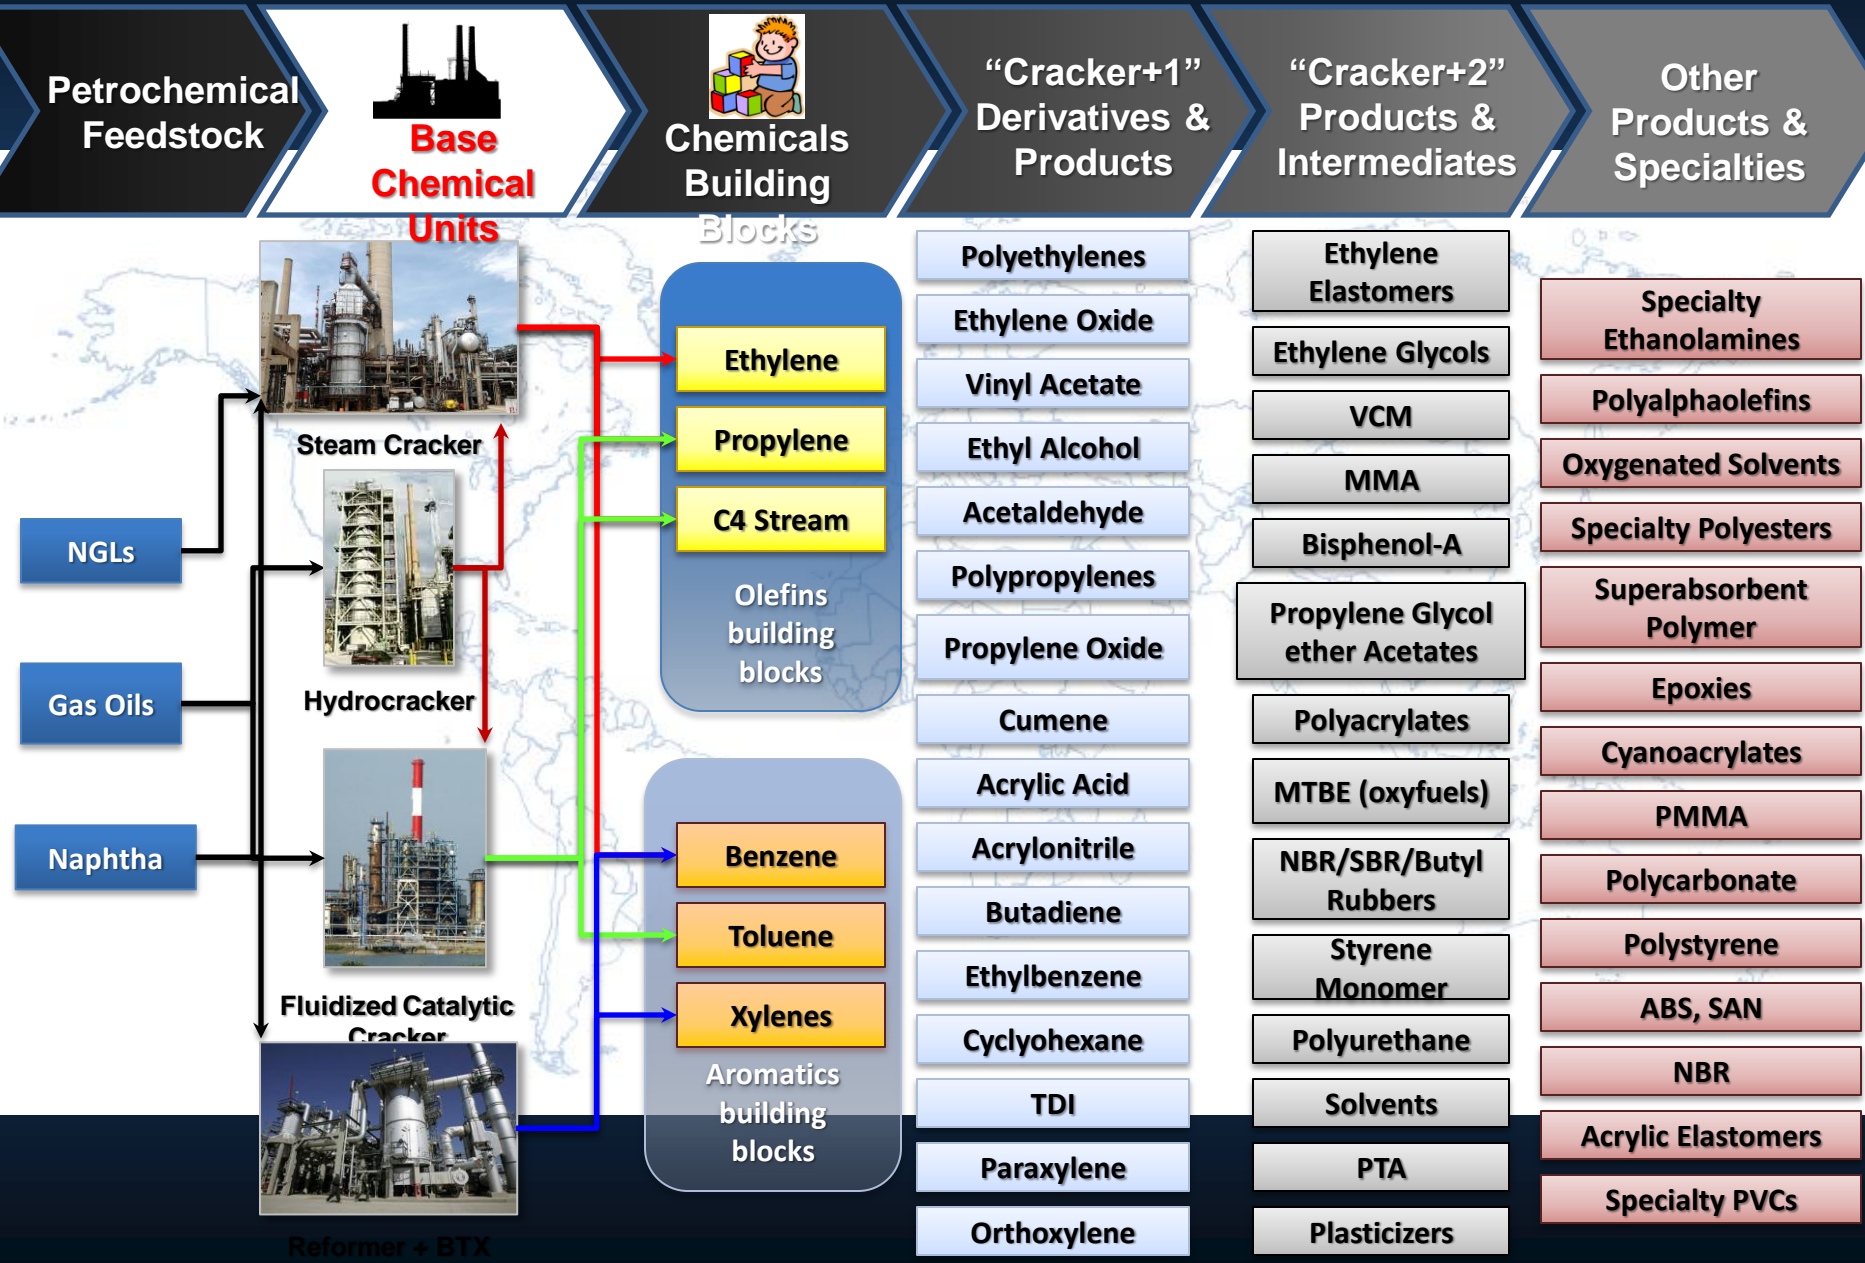 Petrochemical
Feedstock
Base
Chemical
Units
Chemicals
Building
Blocks
“Cracker+1”
Derivatives &
Products
“Cracker+2”
Products &
Intermediates
Other
Products &
Specialties
NGLs
Gas Oils
Naphtha
Steam Cracker
Hydrocracker
Fluidized Catalytic
Cracker
Reformer + BTX
Ethylene
Propylene
C4 Stream
Olefins
building
blocks
Benzene
Toluene
Xylenes
Aromatics
building
blocks
Polyethylenes
Ethylene Oxide
Vinyl Acetate
Ethyl Alcohol
Acetaldehyde
Polypropylenes
Propylene Oxide
Cumene
Acrylic Acid
Acrylonitrile
Butadiene
Ethylbenzene
Cyclyohexane
TDI
Paraxylene
Orthoxylene
Ethylene
Elastomers
Ethylene Glycols
VCM
MMA
Bisphenol-A
Propylene Glycol
ether Acetates
Polyacrylates
MTBE (oxyfuels)
NBR/SBR/Butyl
Rubbers
Styrene
Monomer
Polyurethane
Solvents
PTA
Plasticizers
Specialty
Ethanolamines
Polyalphaolefins
Oxygenated Solvents
Specialty Polyesters
Superabsorbent
Polymer
Epoxies
Cyanoacrylates
PMMA
Polycarbonate
Polystyrene
ABS, SAN
NBR
Acrylic Elastomers
Specialty PVCs